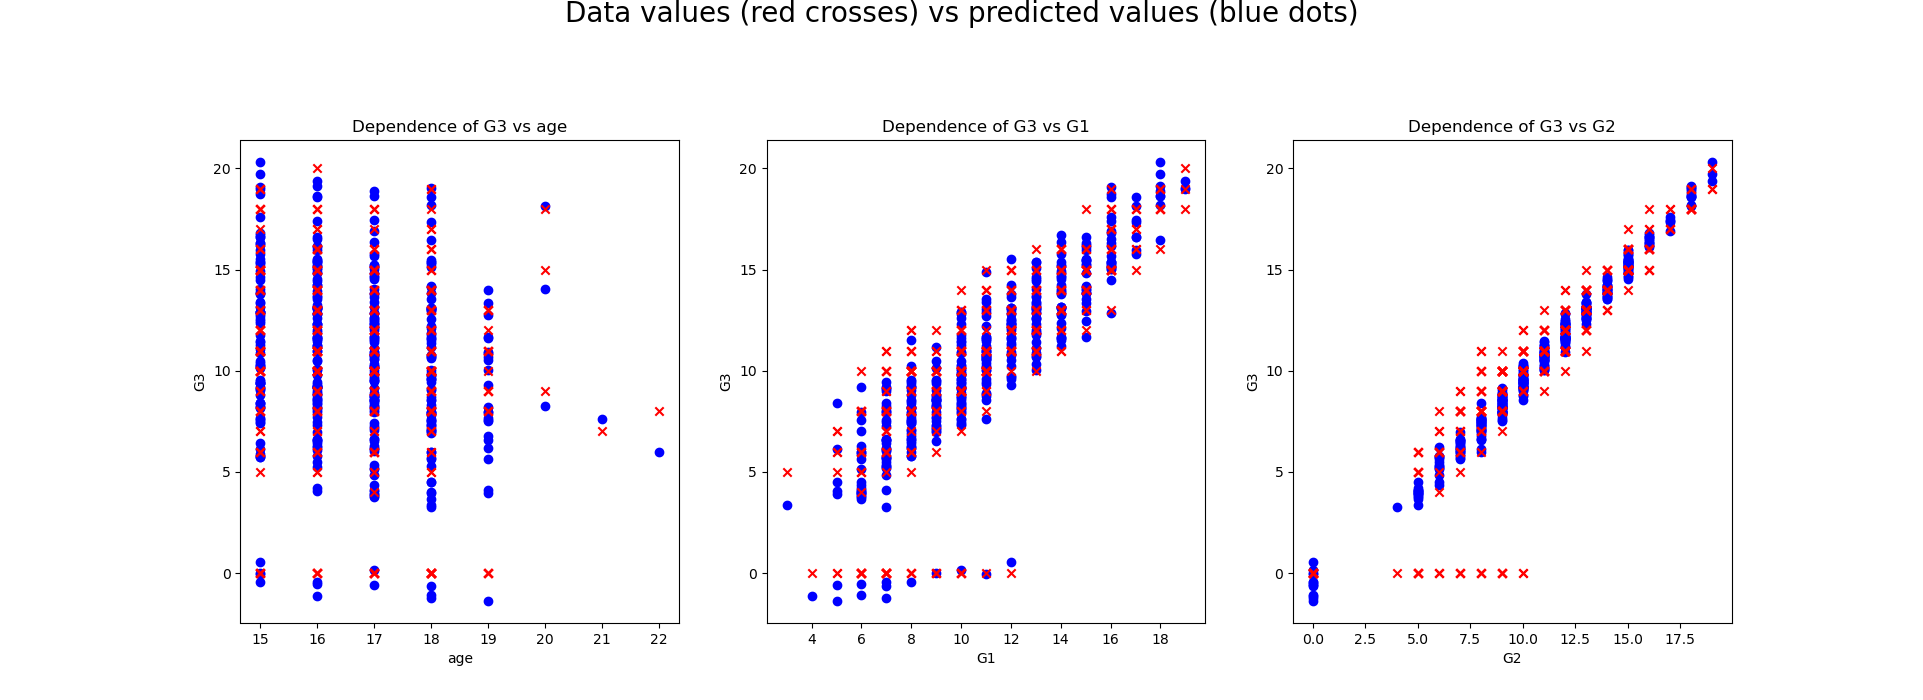 Data values (red crosses) vs predicted values (blue dots)
Dependence of G3 vs age
20
15
10
5
0
G3
15 16 17 18 19 20 21 22
age
Dependence of G3 vs G1
20
15
10
5
0
G3
4 6 8 10 12 14 16 18
G1
Dependence of G3 vs G2
20
15
10
5
0
G3
0.0 2.5 5.0 7.5 10.0 12.5 15.0 17.5
G2